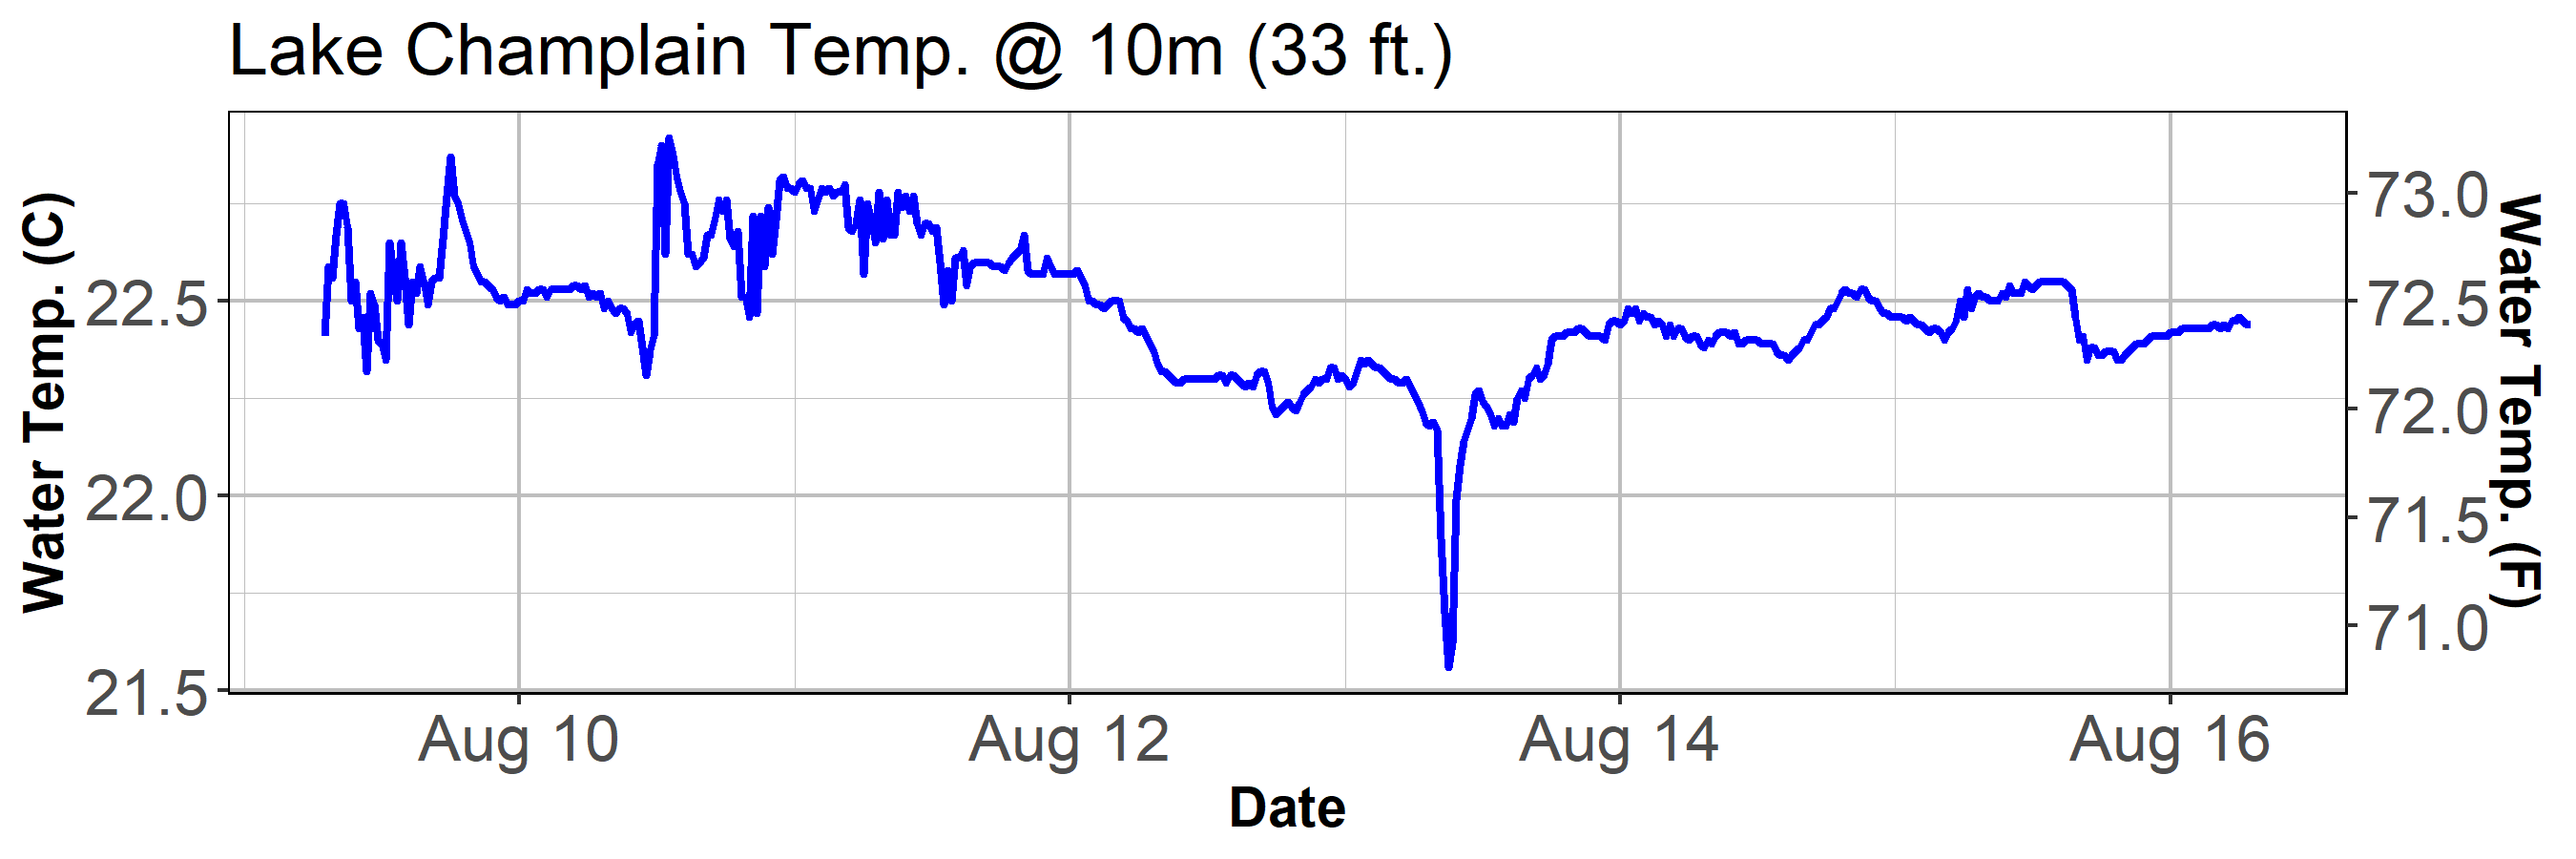 Lake Champlain Temp. @ 10m (33 ft.)
Water Temp. (C)
22.5
22.0
21.5
73.0
72.5
72.0
71.5
71.0
Water Temp. (F)
Aug 10
Aug 12
Aug 14
Aug 16
Date